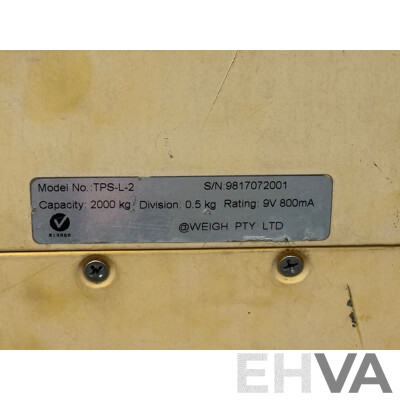 Model No.:TPS-L-2 S/N:9817072001
Capacity: 2000 kg Division: 0.5 kg Rating: 9V 800mA
@WEIGH PTY LTD
EHVA